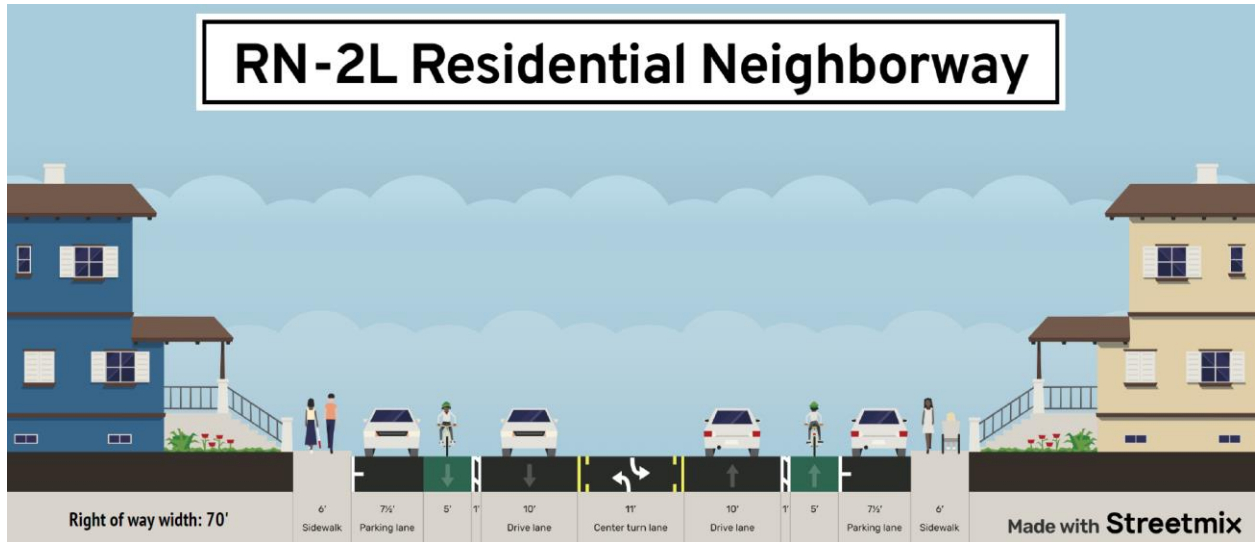 RN-2L Residential Neighborway
Right of way width: 70'
6' 7½' 5' 1' 10' 11' 10' 1' 5' 7½' 6'
Sidewalk Parking lane Drive lane Center turn lane Drive lane Parking lane Sidewalk
Made with Streetmix